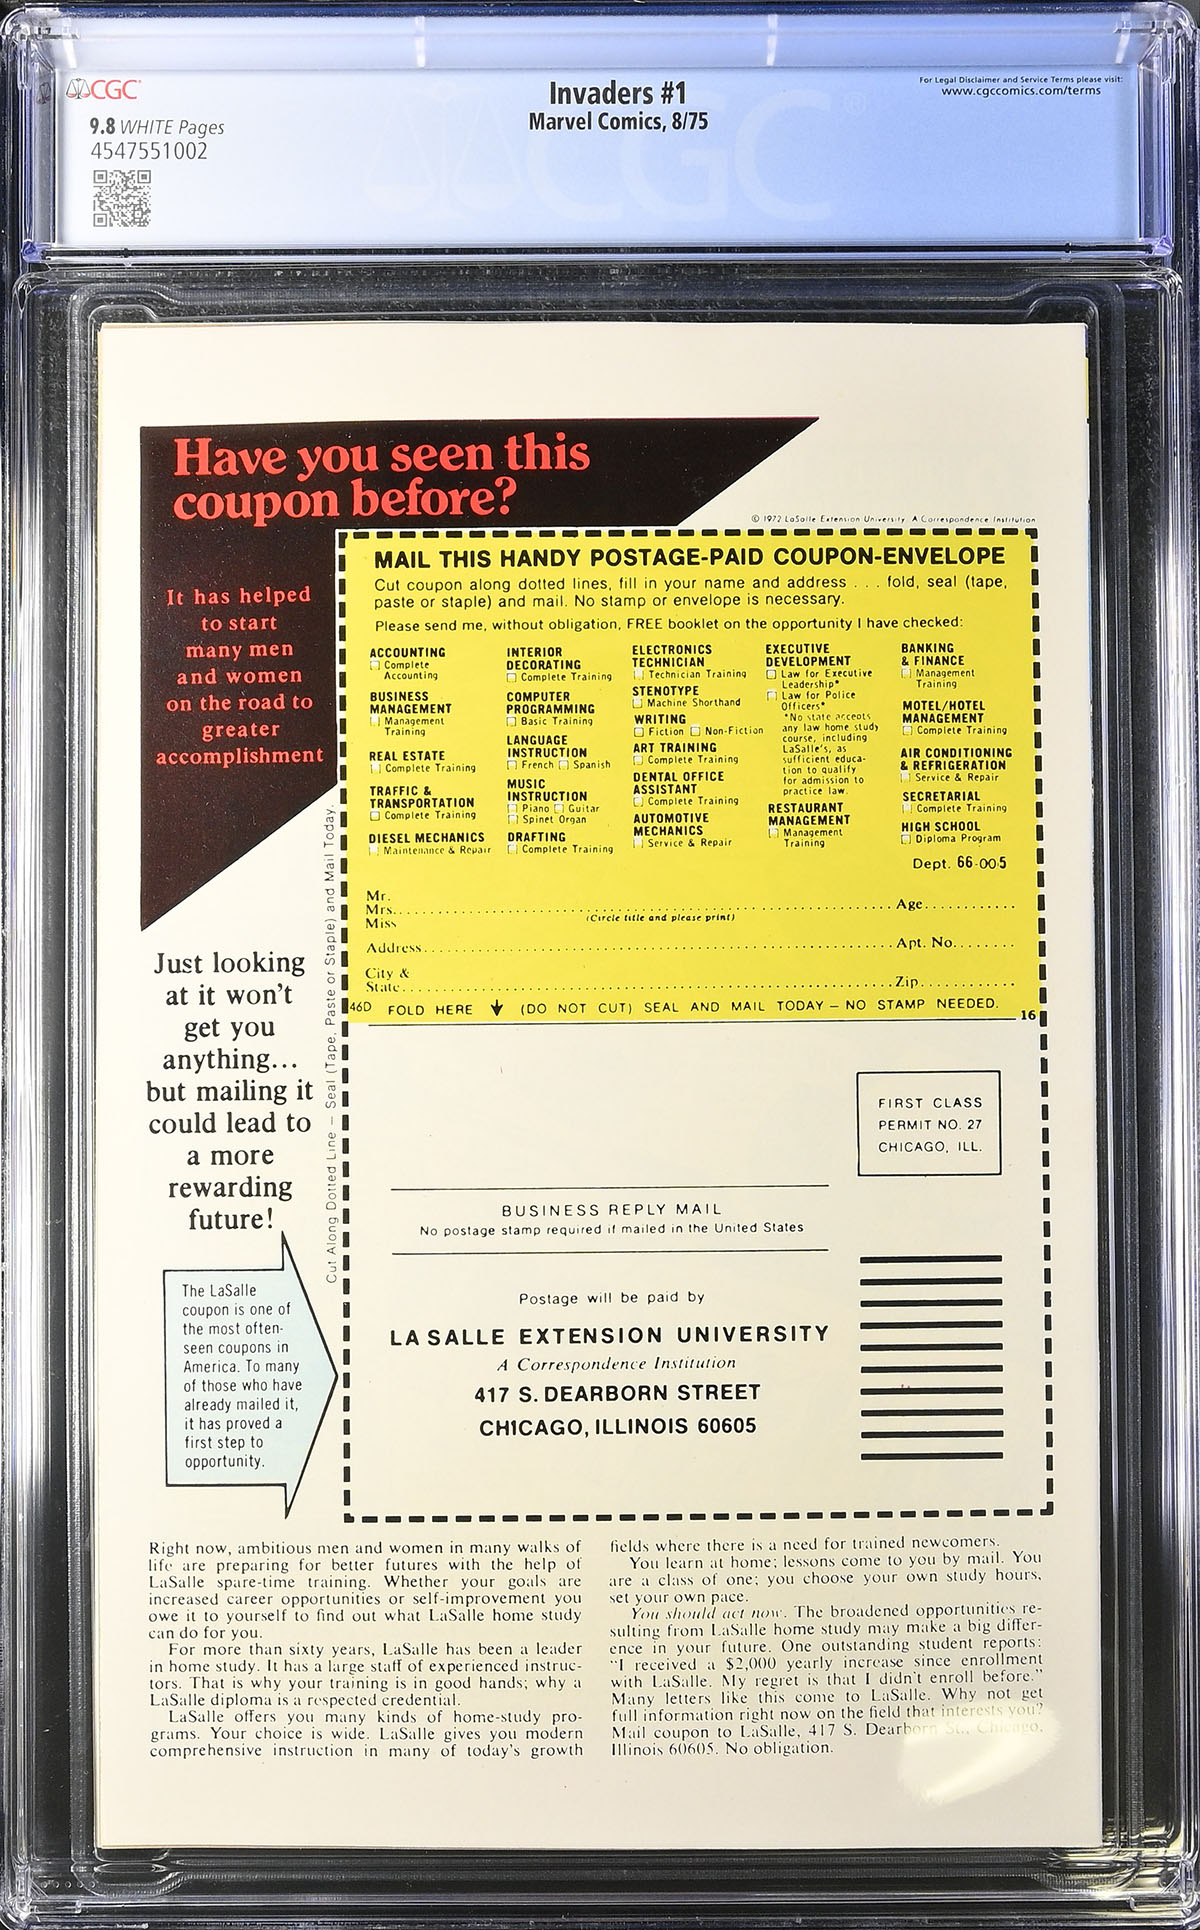 CGC
9.8 WHITE Pages
4547551002
Invaders #1
Marvel Comics, 8/75
For Legal Disclaimer and Service Terms please visit:
www.cgccomics.com/terms
Have you seen this
coupon before?
© 1972 LaSalle Extension University A Correspondence Institution
It has helped
to start
many men
and women
on the road to
greater
accomplishment
MAIL THIS HANDY POSTAGE-PAID COUPON-ENVELOPE
Cut coupon along dotted lines, fill in your name and address . . . fold, seal (tape,
paste or staple) and mail. No stamp or envelope is necessary.
Please send me, without obligation, FREE booklet on the opportunity I have checked:
ACCOUNTING
Complete
Accounting
BUSINESS
MANAGEMENT
Management
Training
REAL ESTATE
Complete Training
TRAFFIC &
TRANSPORTATION
Complete Training
DIESEL MECHANICS
Maintenance & Repair
INTERIOR
DECORATING
Complete Training
COMPUTER
PROGRAMMING
Basic Training
LANGUAGE
INSTRUCTION
French Spanish
MUSIC
INSTRUCTION
Piano Guitar
Spinet Organ
DRAFTING
Complete Training
ELECTRONICS
TECHNICIAN
Technician Training
STENOTYPE
Machine Shorthand
WRITING
Fiction Non-Fiction
ART TRAINING
Complete Training
DENTAL OFFICE
ASSISTANT
Complete Training
AUTOMOTIVE
MECHANICS
Service & Repair
EXECUTIVE
DEVELOPMENT
Law for Executive
Leadership*
Law for Police
Officers*
*No state accepts
any law home study
course, including
LaSalle's, as
sufficient educa-
tion to qualify
for admission to
practice law.
RESTAURANT
MANAGEMENT
Management
Training
BANKING
& FINANCE
Management
Training
MOTEL/HOTEL
MANAGEMENT
Complete Training
AIR CONDITIONING
& REFRIGERATION
Service & Repair
SECRETARIAL
Complete Training
HIGH SCHOOL
Diploma Program
Dept. 66-005
Mr.
Mrs. Age
Miss
(Circle title and please print)
Address Apt. No.
City &
State Zip
46D FOLD HERE (DO NOT CUT) SEAL AND MAIL TODAY – NO STAMP NEEDED.
16
Cut Along Dotted Line – Seal (Tape, Paste or Staple) and Mail Today.
Just looking
at it won't
get you
anything...
but mailing it
could lead to
a more
rewarding
future!
The LaSalle
coupon is one of
the most often-
seen coupons in
America. To many
of those who have
already mailed it,
it has proved a
first step to
opportunity.
FIRST CLASS
PERMIT NO. 27
CHICAGO, ILL.
BUSINESS REPLY MAIL
No postage stamp required if mailed in the United States
Postage will be paid by
LA SALLE EXTENSION UNIVERSITY
A Correspondence Institution
417 S. DEARBORN STREET
CHICAGO, ILLINOIS 60605
Right now, ambitious men and women in many walks of
life are preparing for better futures with the help of
LaSalle spare-time training. Whether your goals are
increased career opportunities or self-improvement you
owe it to yourself to find out what LaSalle home study
can do for you.
For more than sixty years, LaSalle has been a leader
in home study. It has a large staff of experienced instruc-
tors. That is why your training is in good hands; why a
LaSalle diploma is a respected credential.
LaSalle offers you many kinds of home-study pro-
grams. Your choice is wide. LaSalle gives you modern
comprehensive instruction in many of today's growth
fields where there is a need for trained newcomers.
You learn at home; lessons come to you by mail. You
are a class of one; you choose your own study hours,
set your own pace.
You should act now. The broadened opportunities re-
sulting from LaSalle home study may make a big differ-
ence in your future. One outstanding student reports:
"I received a $2,000 yearly increase since enrollment
with LaSalle. My regret is that I didn't enroll before."
Many letters like this come to LaSalle. Why not get
full information right now on the field that interests you?
Mail coupon to LaSalle, 417 S. Dearborn St., Chicago,
Illinois 60605. No obligation.